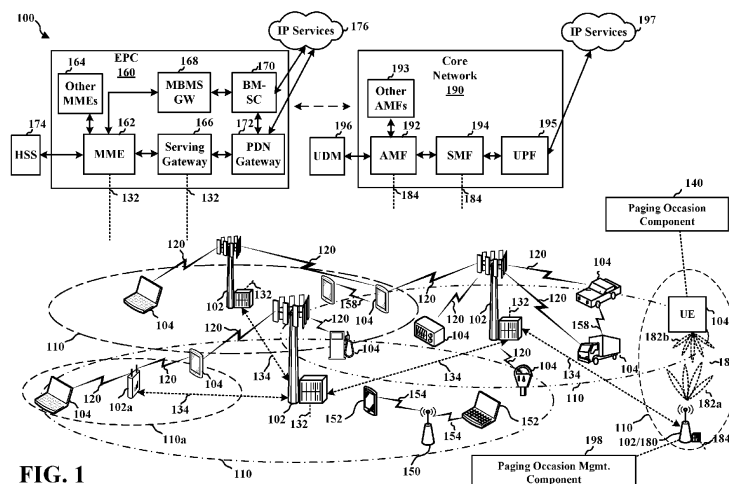 100
IP Services
176
IP Services
197
EPC
160
164
Other
MMEs
168
MBMS
GW
170
BM-
SC
174
HSS
162
MME
166
Serving
Gateway
172
PDN
Gateway
132
132
Core
Network
190
193
Other
AMFs
196
UDM
192
AMF
194
SMF
195
UPF
184
184
140
Paging Occasion
Component
120
120
120
120
104
102
132
158
104
120
120
102
132
104
158
104
UE
104
182b
182a
110
120
104
120
104
120
104
134
120
104
134
110
134
104
110
102a
134
102
132
152
154
154
152
150
102/180
184
110a
110
198
Paging Occasion Mgmt.
Component
FIG. 1